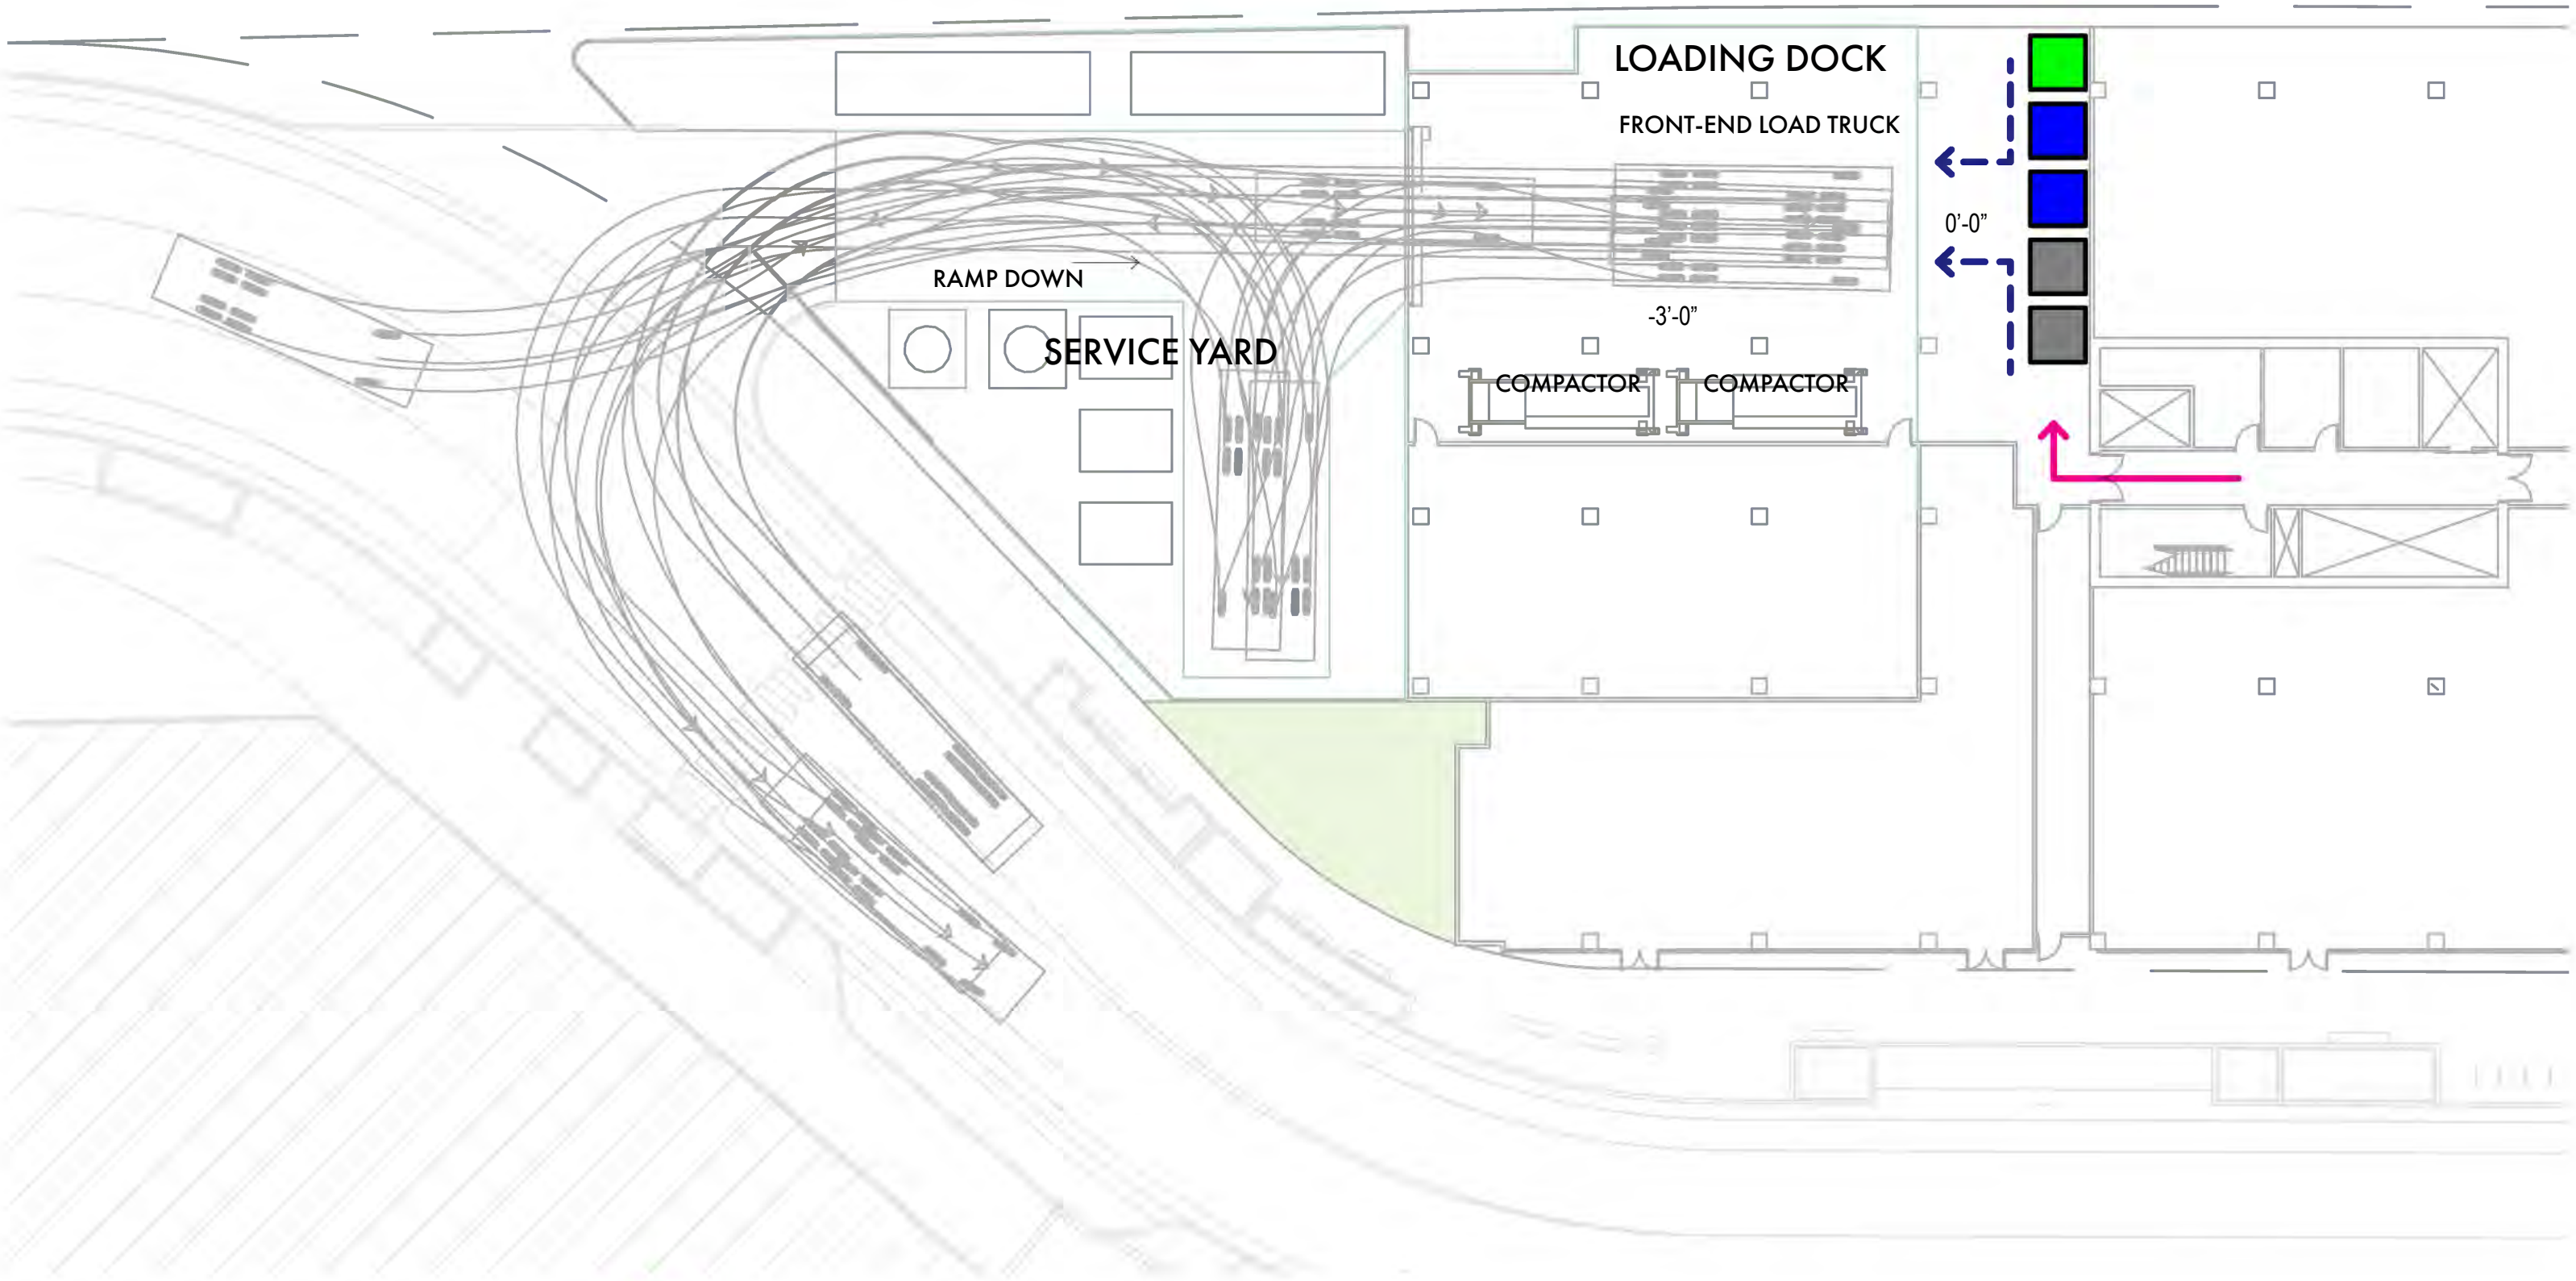 LOADING DOCK
FRONT-END LOAD TRUCK
0'-0"
RAMP DOWN
-3'-0"
SERVICE YARD
COMPACTOR
COMPACTOR